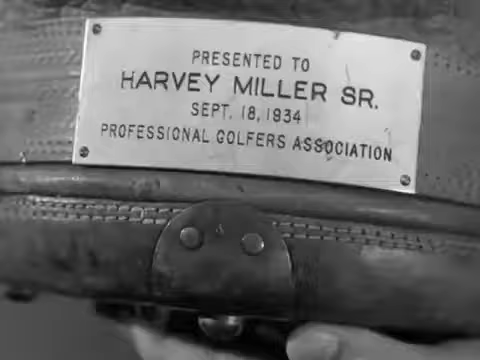 PRESENTED TO
HARVEY MILLER SR.
SEPT. 18, 1934
PROFESSIONAL GOLFERS ASSOCIATION